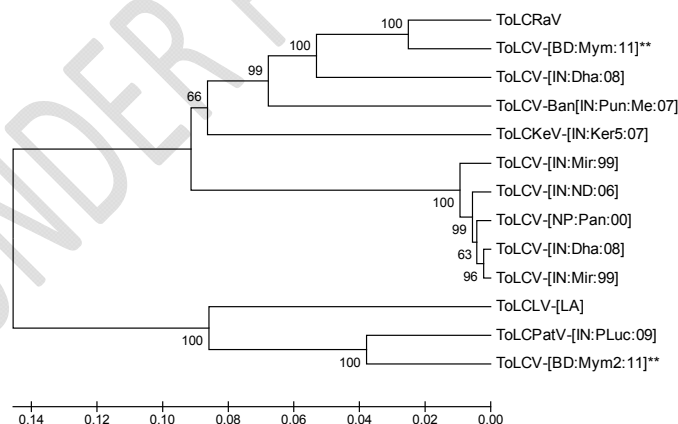 ToLCRaV
100
ToLCV-[BD:Mym:11]**
100
ToLCV-[IN:Dha:08]
99
ToLCV-Ban[IN:Pun:Me:07]
66
ToLCKeV-[IN:Ker5:07]
ToLCV-[IN:Mir:99]
100
ToLCV-[IN:ND:06]
99
ToLCV-[NP:Pan:00]
63
ToLCV-[IN:Dha:08]
96
ToLCV-[IN:Mir:99]
ToLCLV-[LA]
100
ToLCPatV-[IN:PLuc:09]
100
ToLCV-[BD:Mym2:11]**
0.14 0.12 0.10 0.08 0.06 0.04 0.02 0.00
UNDER